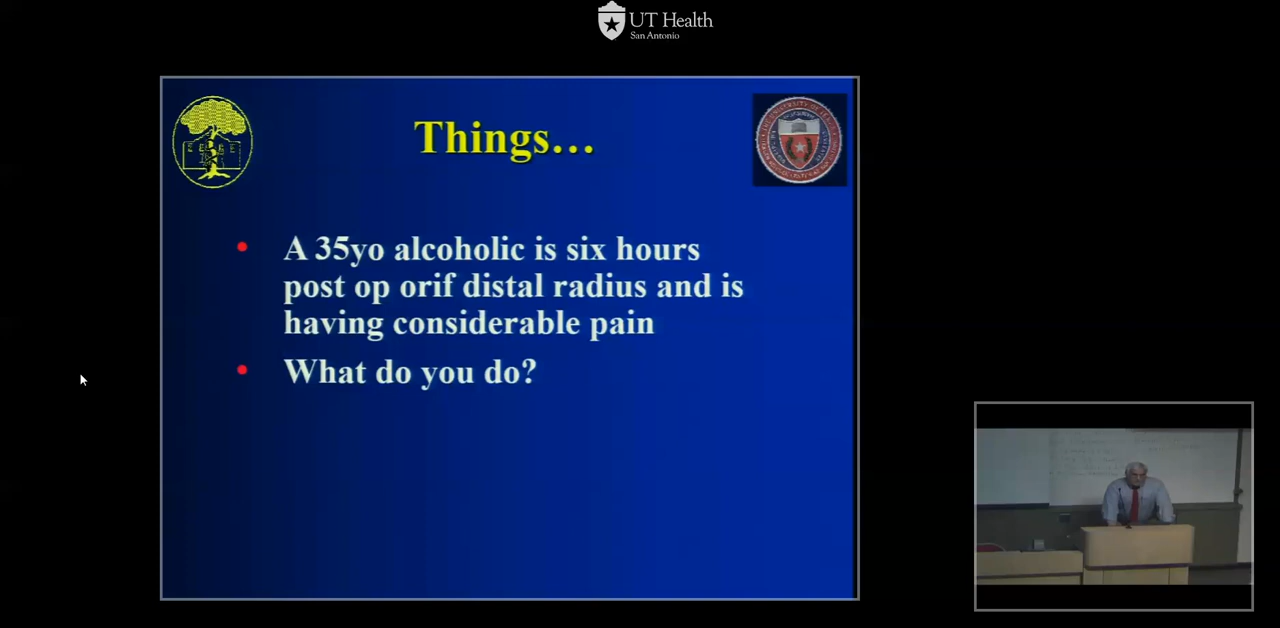 UT Health
San Antonio
Things…
• A 35yo alcoholic is six hours
post op orif distal radius and is
having considerable pain
• What do you do?